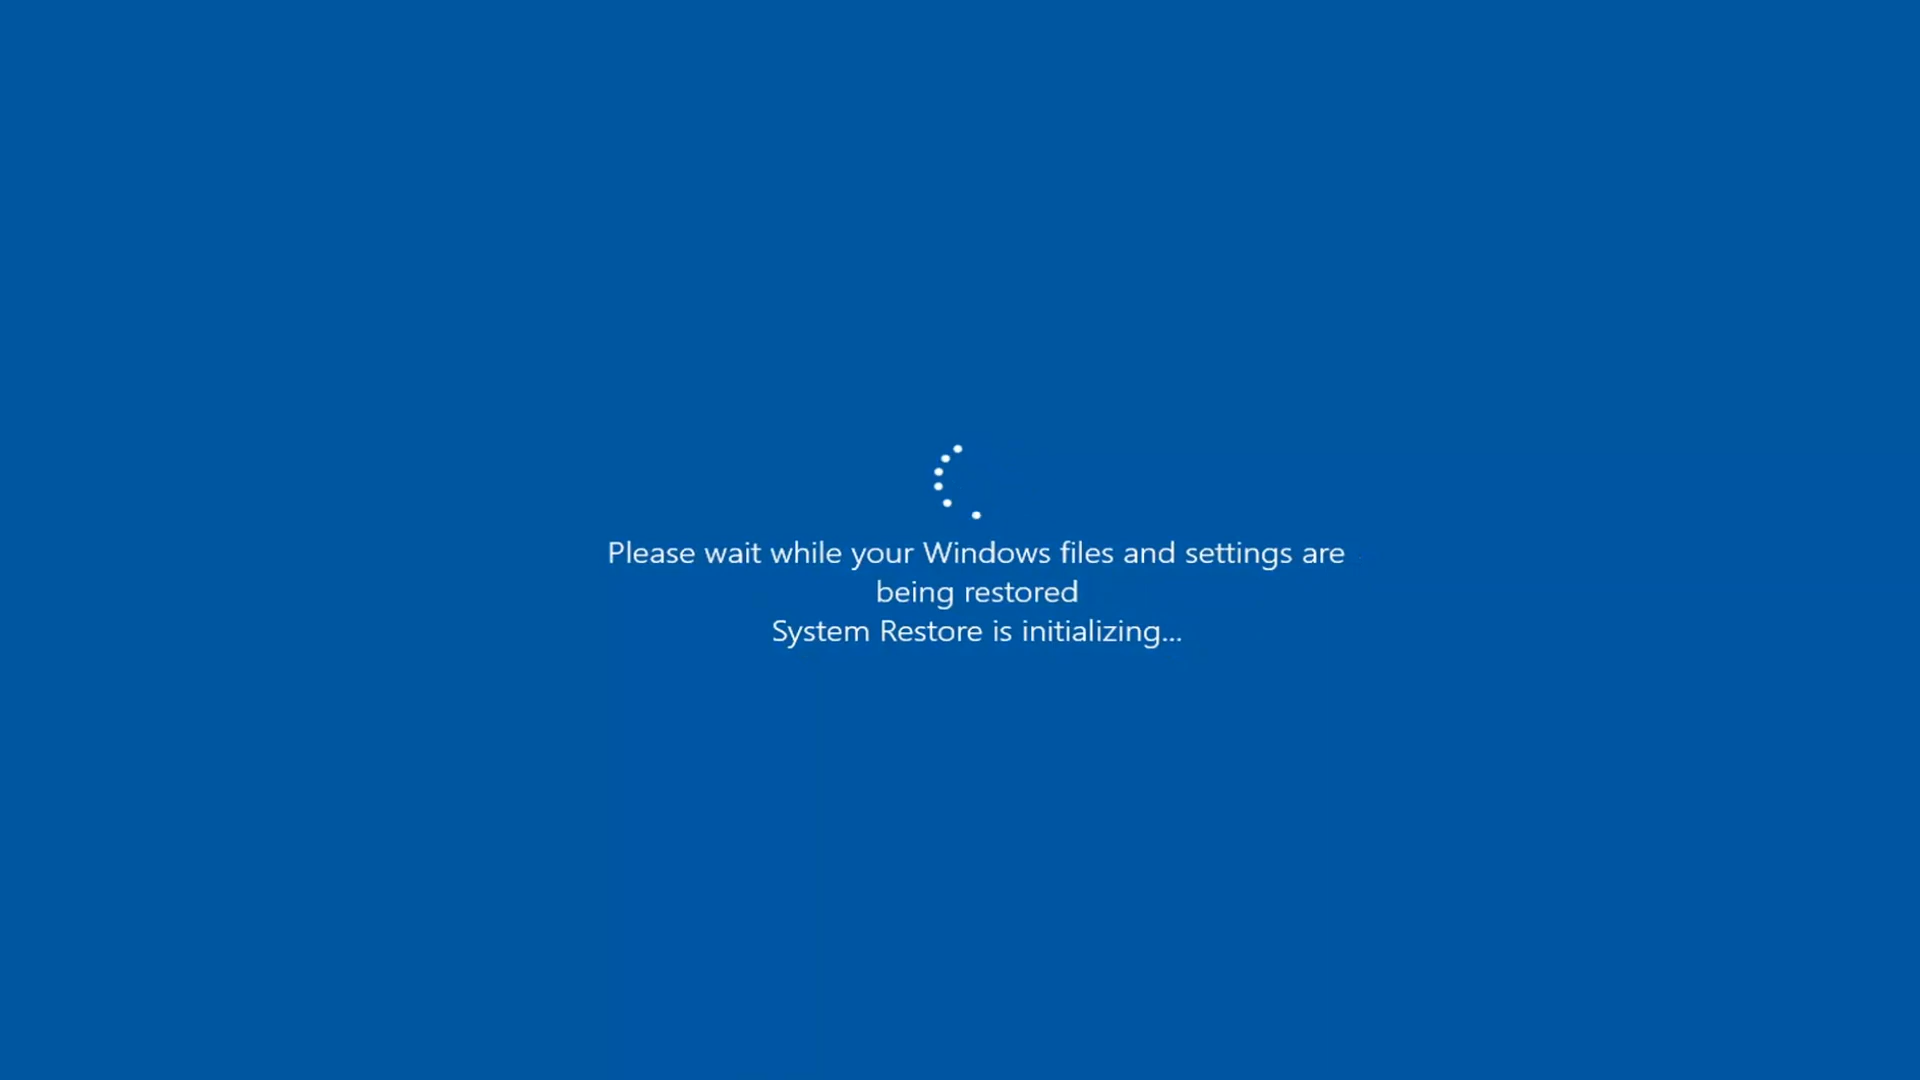 Please wait while your Windows files and settings are
being restored
System Restore is initializing...